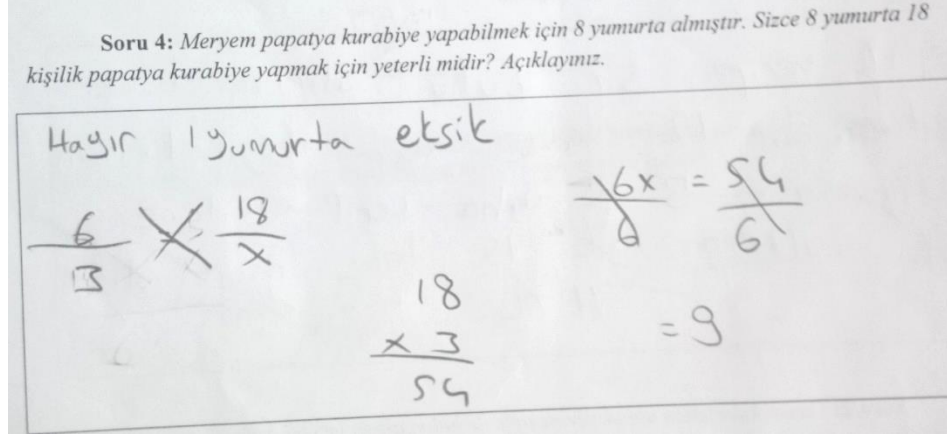 Soru 4: Meryem papatya kurabiye yapabilmek için 8 yumurta almıştır. Sizce 8 yumurta 18
kişilik papatya kurabiye yapmak için yeterli midir? Açıklayınız.
Hayır 1 yumurta eksik
6 18
3 x
18
x 3
54
6x = 54
6 6
= 9